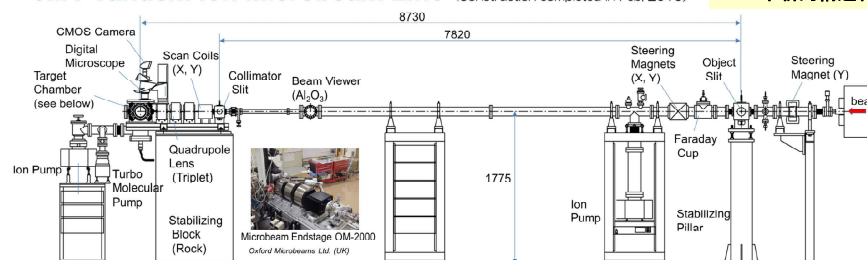 8730
7820
CMOS Camera
Digital
Microscope
Target
Chamber
(see below)
Scan Coils
(X, Y)
Collimator
Slit
Beam Viewer
(Al₂O₃)
Steering
Magnets
(X, Y)
Object
Slit
Steering
Magnet (Y)
bea
Faraday
Cup
Quadrupole
Lens
(Triplet)
Ion Pump
Turbo
Molecular
Pump
Stabilizing
Block
(Rock)
Microbeam Endstage OM-2000
Oxford Microbeams Ltd. (UK)
1775
Ion
Pump
Stabilizing
Pillar